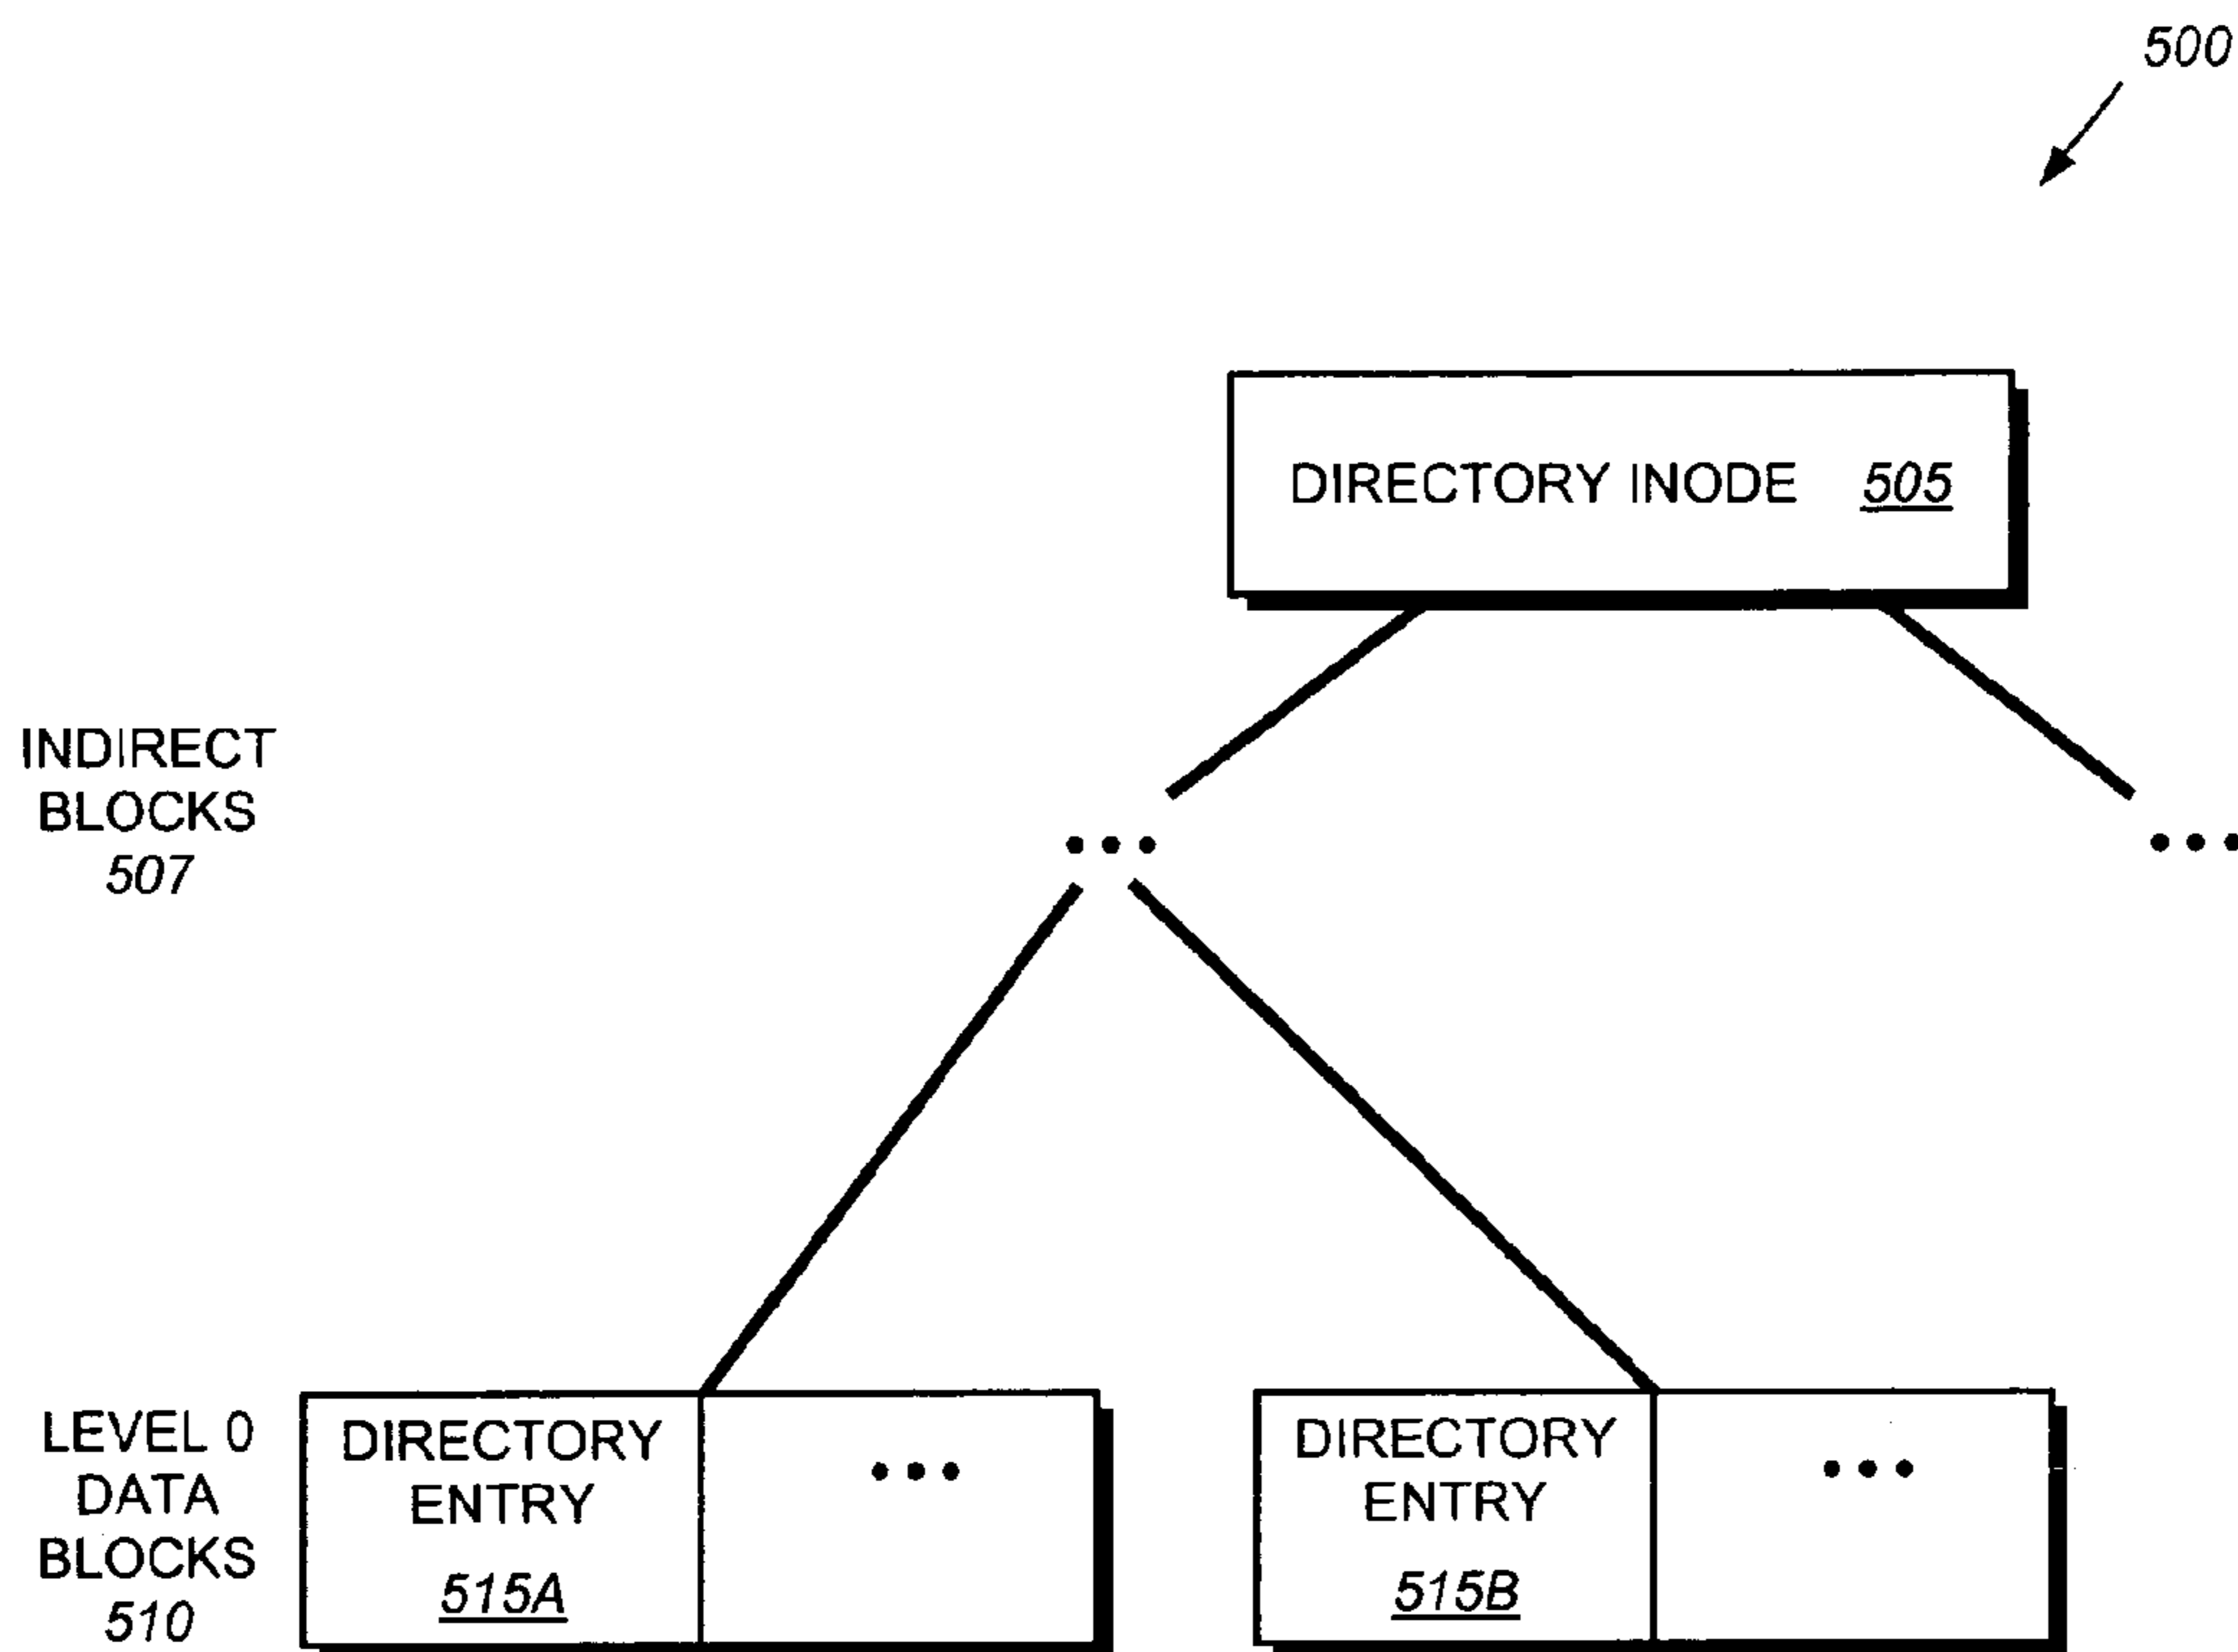 500
DIRECTORY INODE 505
INDIRECT
BLOCKS
507
• • •
• • •
LEVEL 0
DATA
BLOCKS
510
DIRECTORY
ENTRY
515A
• • •
DIRECTORY
ENTRY
515B
• • •